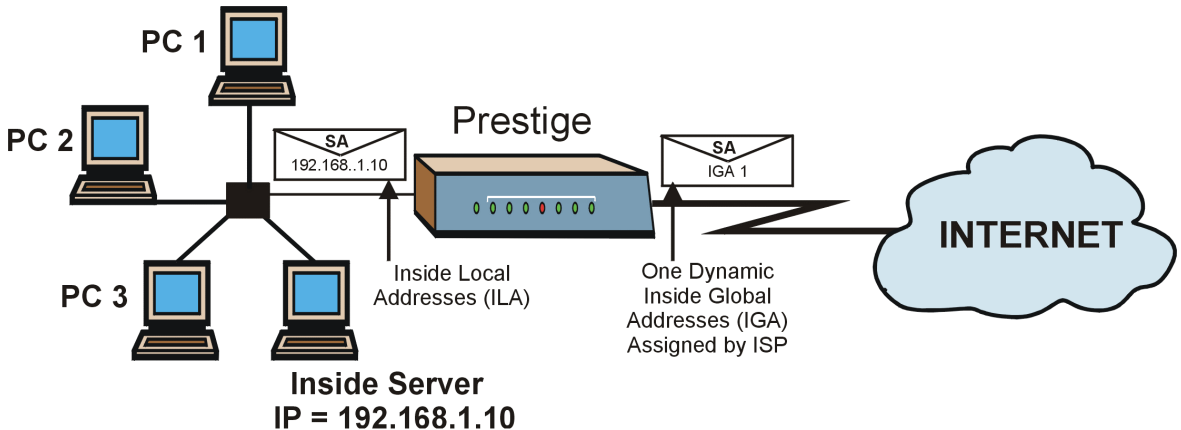 PC 1
PC 2
SA
192.168..1.10
Prestige
SA
IGA 1
INTERNET
Inside Local
Addresses (ILA)
One Dynamic
Inside Global
Addresses (IGA)
Assigned by ISP
PC 3
Inside Server
IP = 192.168.1.10